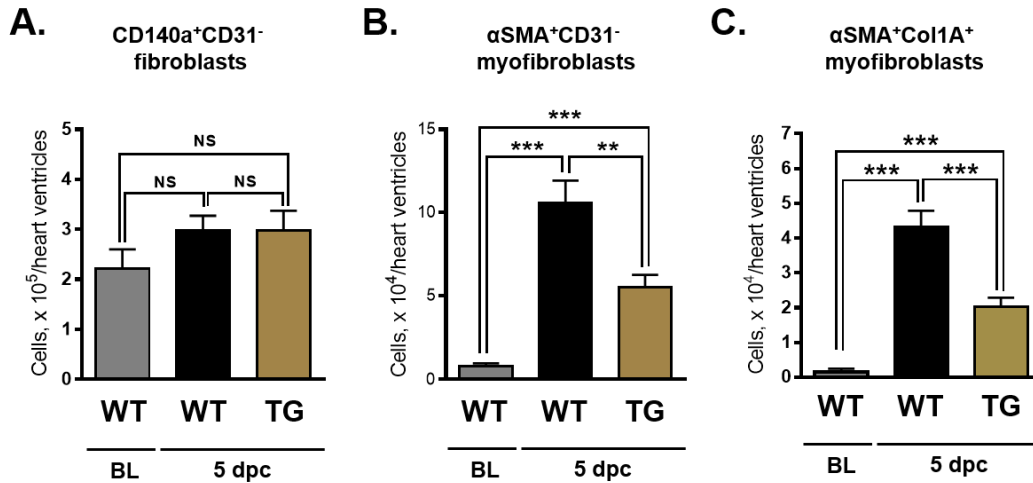 A.
CD140a⁺CD31⁻
fibroblasts
Cells, x 10⁵/heart ventricles
5
4
3
2
1
0
NS
NS
NS
WT
WT
TG
BL
5 dpc
B.
αSMA⁺CD31⁻
myofibroblasts
Cells, x 10⁴/heart ventricles
15
10
5
0
***
***
**
WT
WT
TG
BL
5 dpc
C.
αSMA⁺Col1A⁺
myofibroblasts
Cells, x 10⁴/heart ventricles
7
6
5
4
3
2
1
0
***
***
***
WT
WT
TG
BL
5 dpc